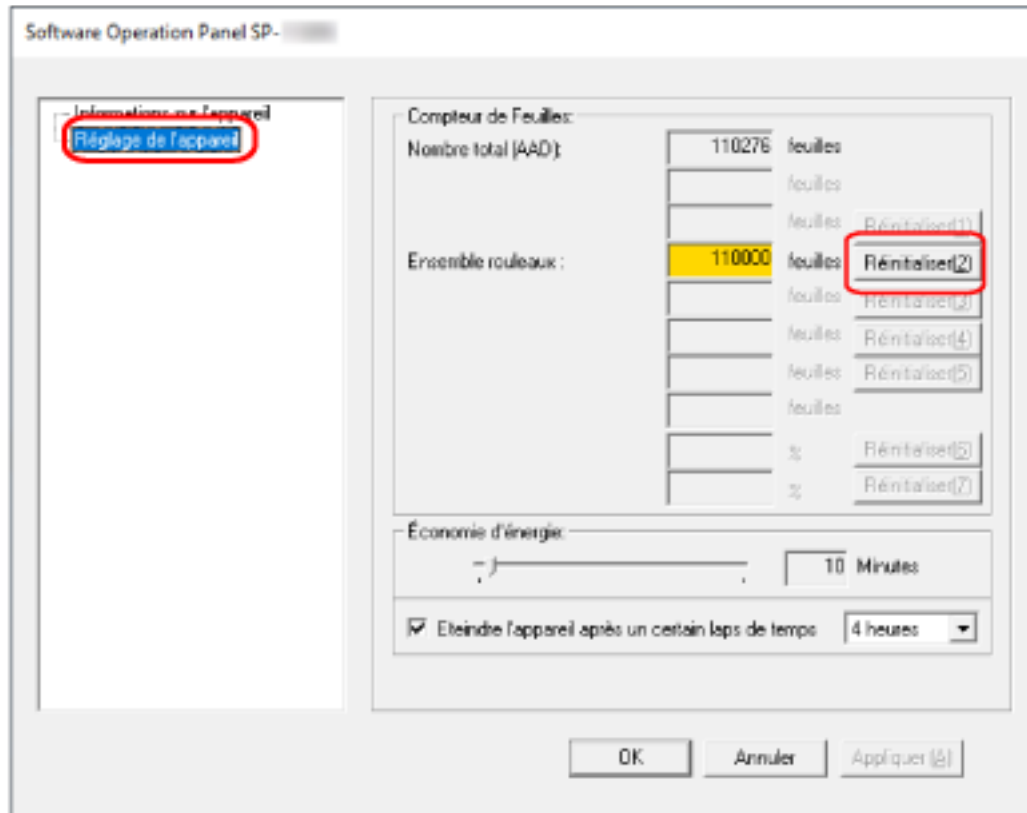 Software Operation Panel SP-
Informations sur l'appareil
Réglage de l'appareil
Compteur de Feuilles:
Nombre total (AAD): 110276 feuilles
feuilles
feuilles Réinitialiser(1)
Ensemble rouleaux : 110000 feuilles Réinitialiser(2)
feuilles Réinitialiser(3)
feuilles Réinitialiser(4)
feuilles Réinitialiser(5)
feuilles
% Réinitialiser(6)
% Réinitialiser(7)
Économie d'énergie:
10 Minutes
Eteindre l'appareil après un certain laps de temps 4 heures
OK Annuler Appliquer (A)